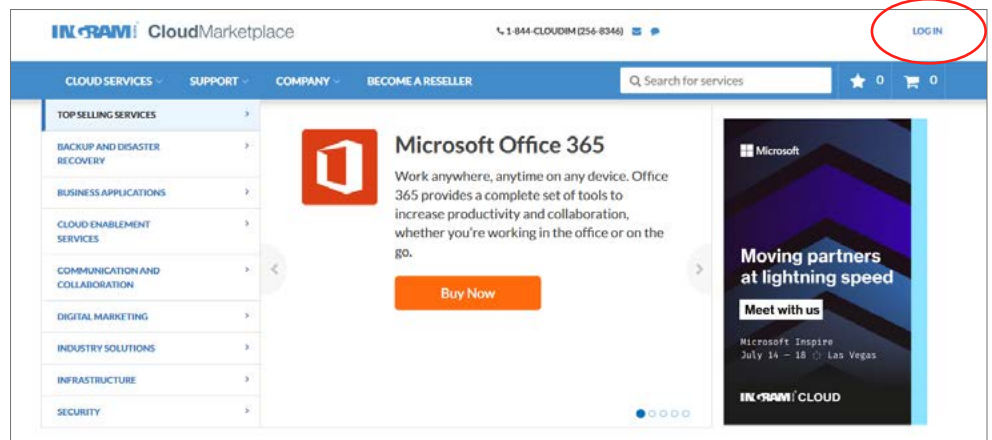 INGRAM CloudMarketplace
1-844-CLOUDIM (256-8346)
LOG IN
CLOUD SERVICES
SUPPORT
COMPANY
BECOME A RESELLER
Search for services
0
0
TOP SELLING SERVICES
BACKUP AND DISASTER
RECOVERY
BUSINESS APPLICATIONS
CLOUD ENABLEMENT
SERVICES
COMMUNICATION AND
COLLABORATION
DIGITAL MARKETING
INDUSTRY SOLUTIONS
INFRASTRUCTURE
SECURITY
Microsoft Office 365
Work anywhere, anytime on any device. Office
365 provides a complete set of tools to
increase productivity and collaboration,
whether you're working in the office or on the
go.
Buy Now
Microsoft
Moving partners
at lightning speed
Meet with us
Microsoft Inspire
July 14 – 18 Las Vegas
INGRAM CLOUD